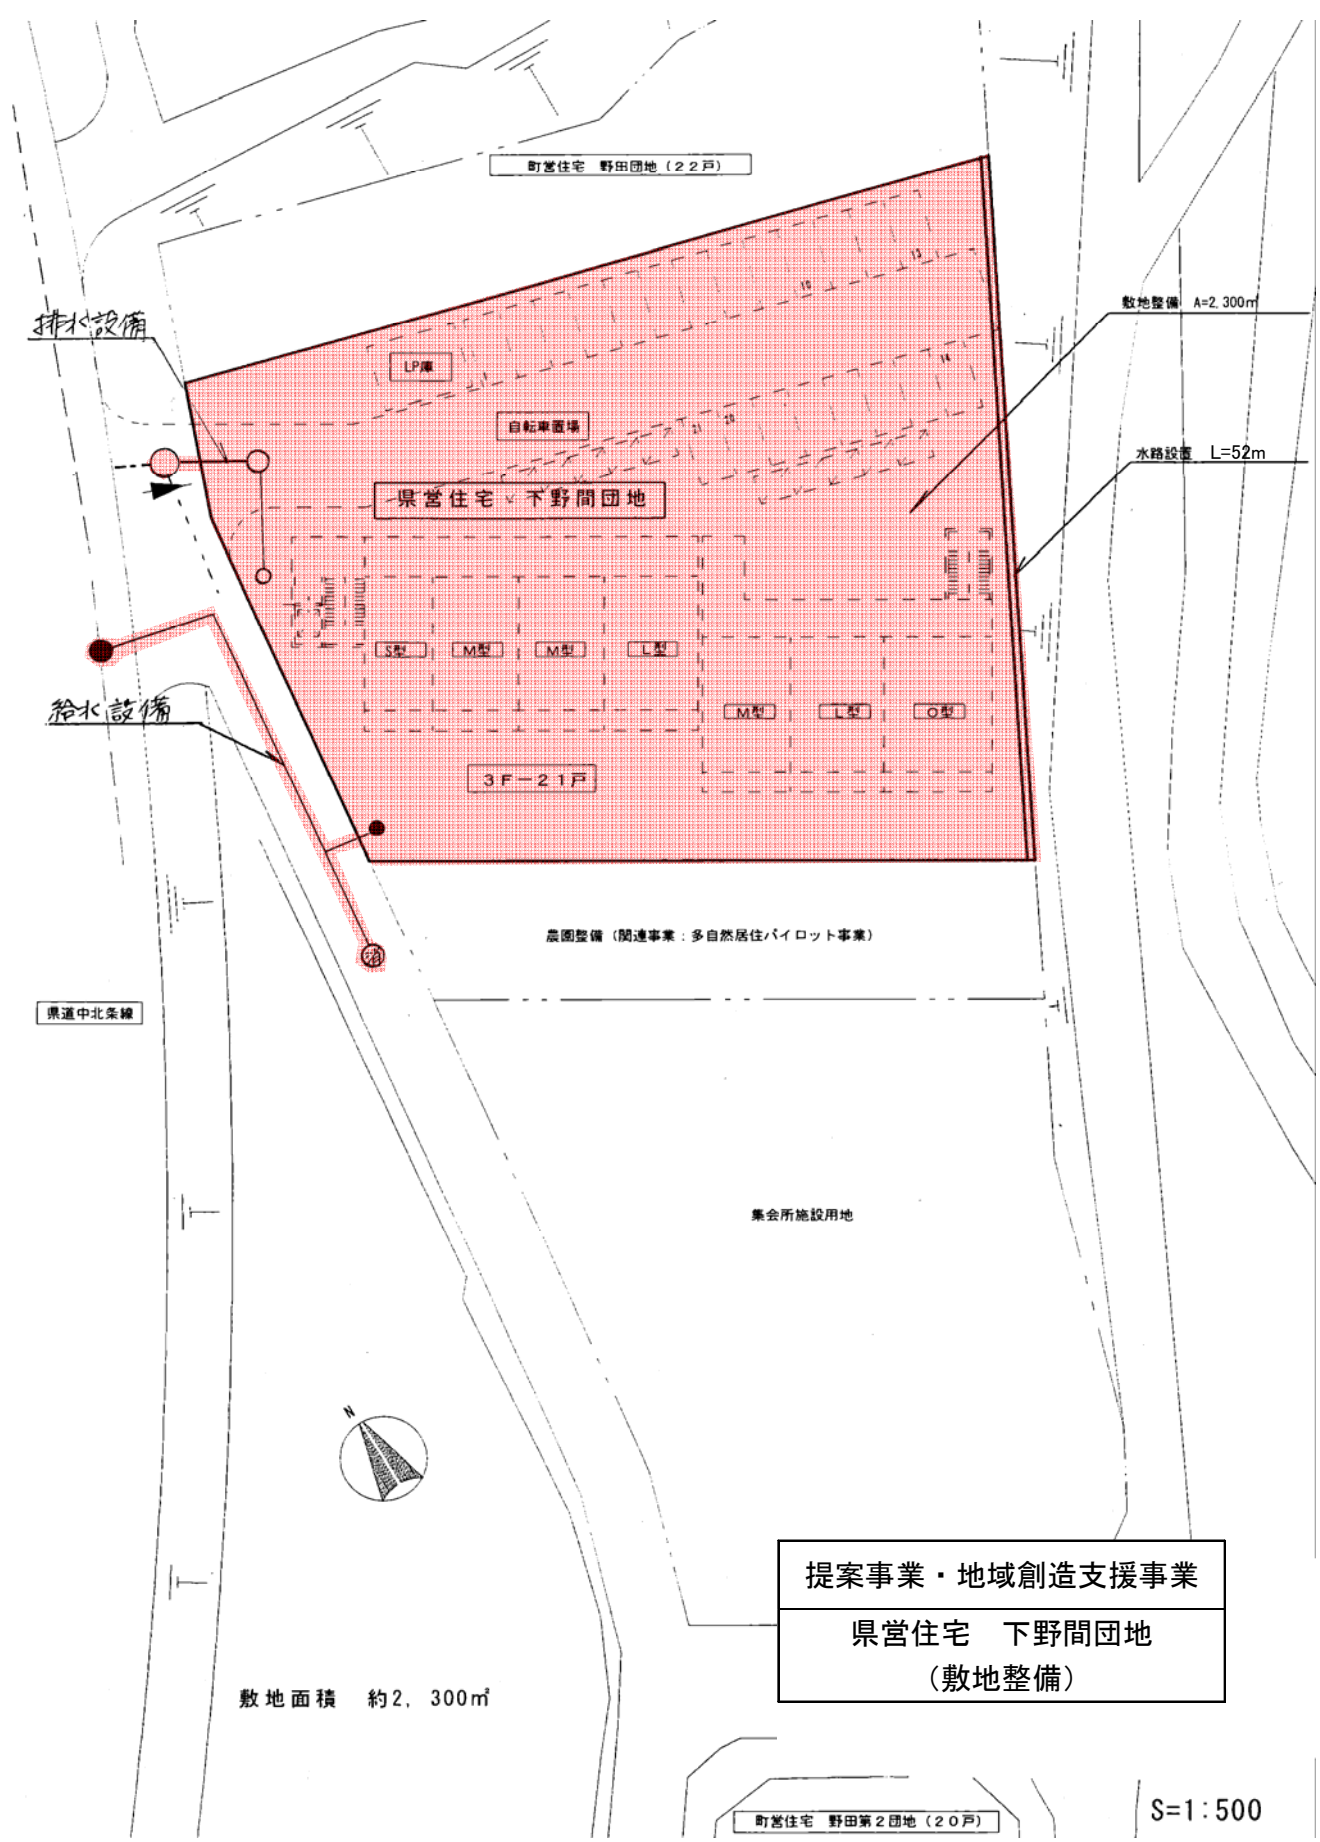 町営住宅　野田団地（２２戸）
敷地整備　A=2,300㎡
排水設備
LP庫
13
10
1
14
自転車置場
21
20
水路設置　L=52m
県営住宅　下野間団地
S型
M型
M型
L型
M型
L型
O型
給水設備
３Ｆ－２１戸
農園整備（関連事業：多自然居住パイロット事業）
消
県道中北条線
集会所施設用地
N
提案事業・地域創造支援事業
県営住宅　下野間団地
（敷地整備）
敷地面積　約２，３００㎡
S=1:500
町営住宅　野田第２団地（２０戸）